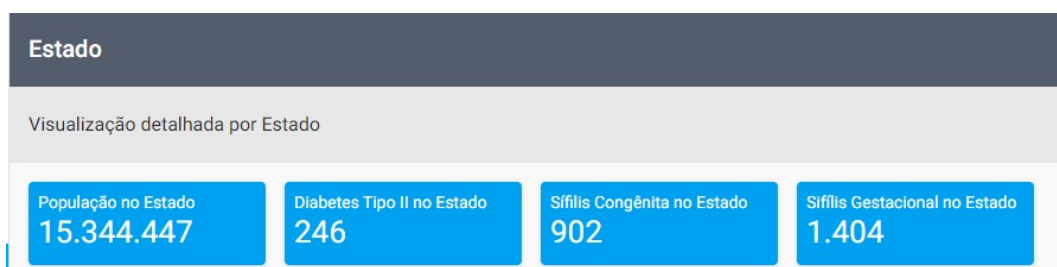 Estado
Visualização detalhada por Estado
População no Estado
15.344.447
Diabetes Tipo II no Estado
246
Sífilis Congênita no Estado
902
Sifílis Gestacional no Estado
1.404